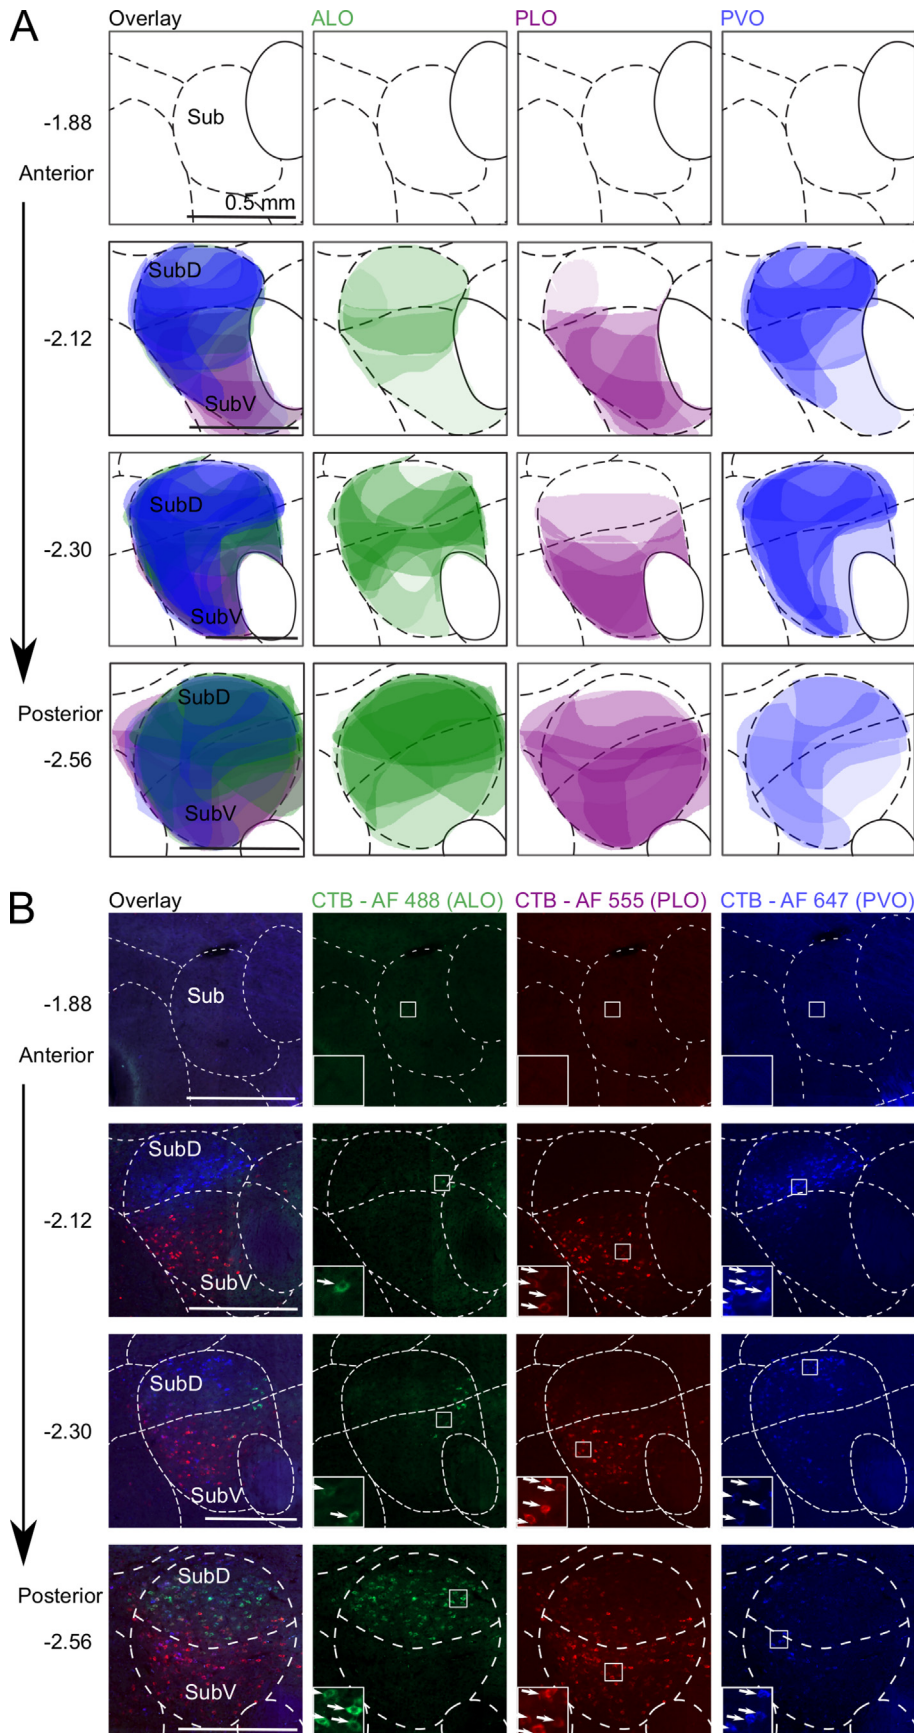 A
Overlay ALO PLO PVO
-1.88
Sub
Anterior
0.5 mm
SubD
-2.12
SubV
SubD
-2.30
SubV
Posterior
SubD
-2.56
SubV
B
Overlay CTB - AF 488 (ALO) CTB - AF 555 (PLO) CTB - AF 647 (PVO)
-1.88
Sub
Anterior
SubD
-2.12
SubV
SubD
-2.30
SubV
Posterior
SubD
-2.56
SubV